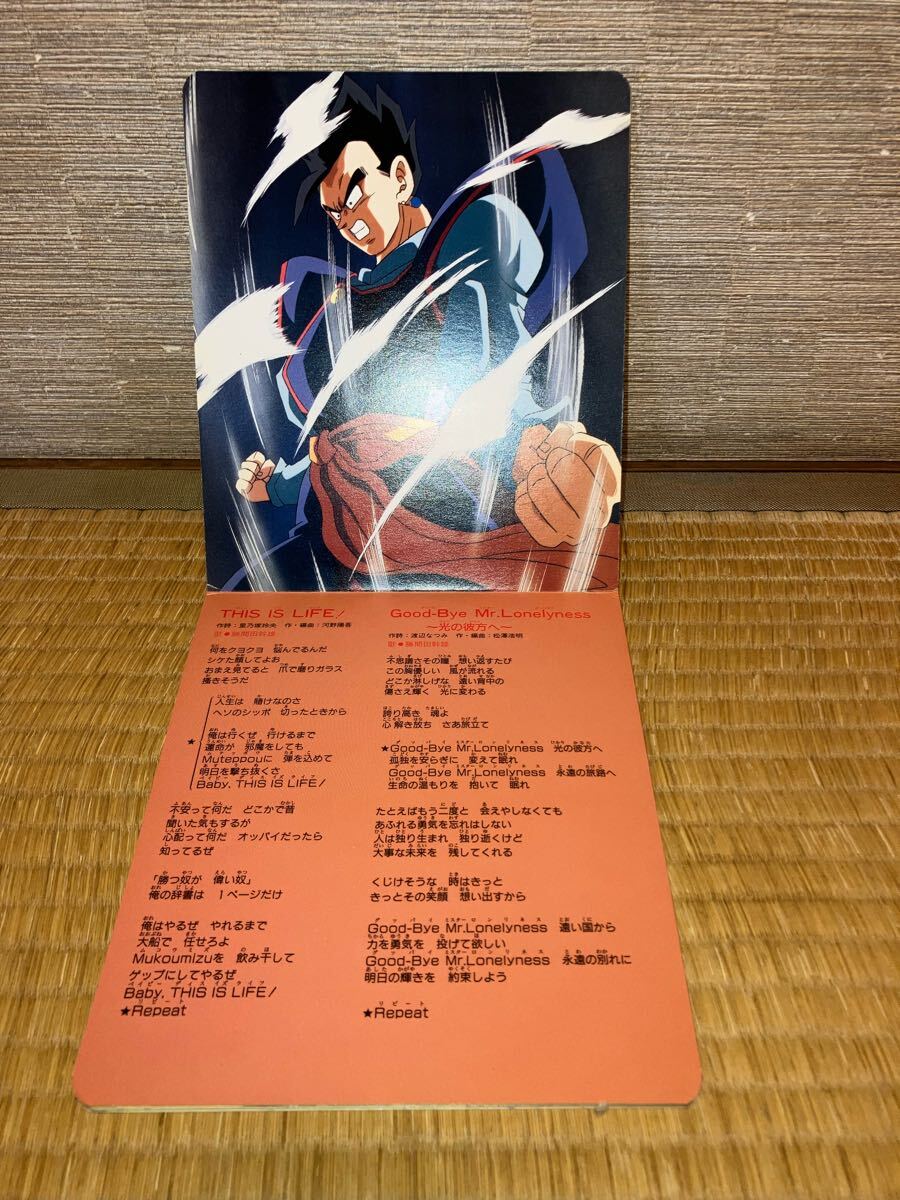 THIS IS LIFE!
作詩：里乃塚玲央 作・編曲：河野陽吾
歌●勝間田幹雄
何をクヨクヨ 悩んでるんだ
シケた顔してよお
おまえ見てると 爪で磨りガラス
掻きそうだ
人生は 賭けなのさ
ヘソのシッポ 切ったときから
★
俺は行くぜ 行けるまで
運命が 邪魔をしても
Muteppouに 弾を込めて
明日を撃ち抜くさ
Baby, THIS IS LIFE!
不安って何だ どこかで昔
聞いた気もするが
心配って何だ オッパイだったら
知ってるぜ
「勝つ奴が 偉い奴」
俺の辞書は 1ページだけ
俺はやるぜ やれるまで
大船で 任せろよ
Mukoumizuを 飲み干して
ゲップにしてやるぜ
Baby, THIS IS LIFE!
★Repeat
Good-Bye Mr.Lonelyness
～光の彼方へ～
作詩：渡辺なつみ 作・編曲：松澤浩明
歌●勝間田幹雄
不思議さその瞳 想い返すたび
この胸優しい 風が流れる
どこか淋しげな 遠い背中の
傷さえ輝く 光に変わる
誇り高き 魂よ
心 解き放ち さあ旅立て
★Good-Bye Mr.Lonelyness 光の彼方へ
孤独を安らぎに 変えて眠れ
Good-Bye Mr.Lonelyness 永遠の旅路へ
生命の温もりを 抱いて 眠れ
たとえばもう二度と 会えやしなくても
あふれる勇気を忘れはしない
人は独り生まれ 独り逝くけど
大事な未来を 残してくれる
くじけそうな 時はきっと
きっとその笑顔 想い出すから
Good-Bye Mr.Lonelyness 遠い国から
力を勇気を 投げて欲しい
Good-Bye Mr.Lonelyness 永遠の別れに
明日の輝きを 約束しよう
★Repeat